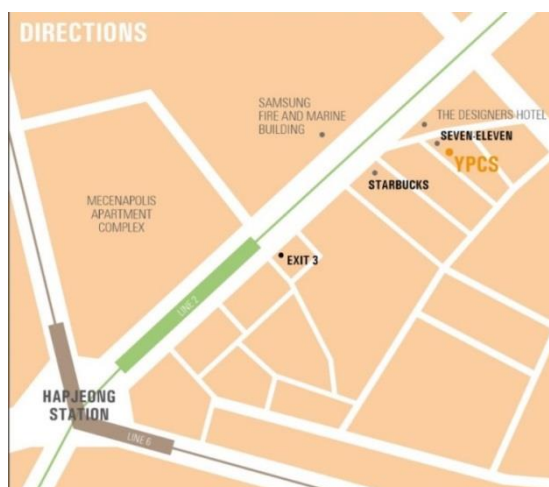 DIRECTIONS
SAMSUNG
FIRE AND MARINE
BUILDING
THE DESIGNERS HOTEL
SEVEN ELEVEN
YPCS
STARBUCKS
MECENAPOLIS
APARTMENT
COMPLEX
EXIT 3
LINE 2
HAPJEONG
STATION
LINE 6